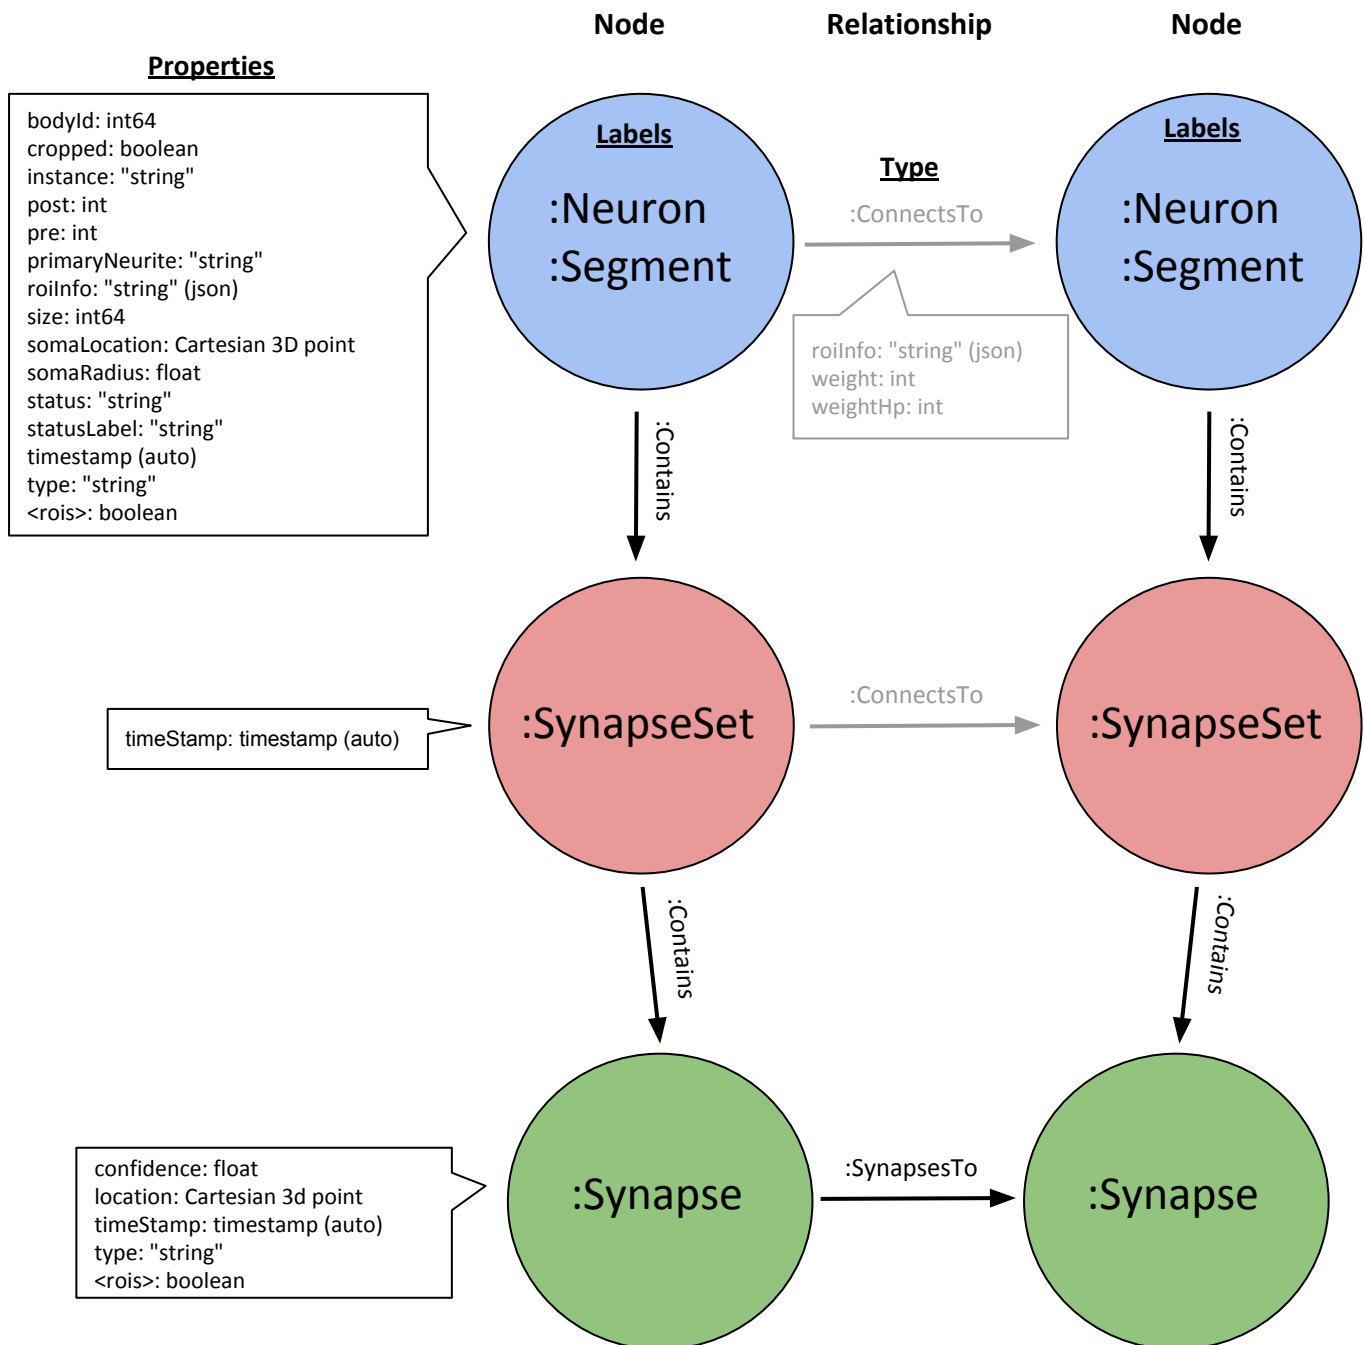 Node
Relationship
Node
Properties
bodyId: int64
cropped: boolean
instance: "string"
post: int
pre: int
primaryNeurite: "string"
roiInfo: "string" (json)
size: int64
somaLocation: Cartesian 3D point
somaRadius: float
status: "string"
statusLabel: "string"
timestamp (auto)
type: "string"
<rois>: boolean
Labels
:Neuron
:Segment
Type
:ConnectsTo
roiInfo: "string" (json)
weight: int
weightHp: int
Labels
:Neuron
:Segment
:Contains
:Contains
timeStamp: timestamp (auto)
:SynapseSet
:ConnectsTo
:SynapseSet
:Contains
:Contains
confidence: float
location: Cartesian 3d point
timeStamp: timestamp (auto)
type: "string"
<rois>: boolean
:Synapse
:SynapsesTo
:Synapse